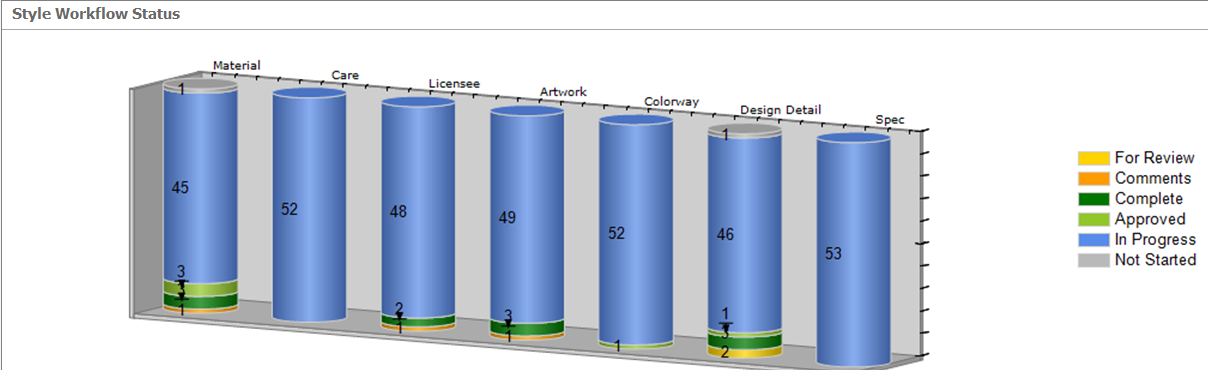 Style Workflow Status
Material
Care
Licensee
Artwork
Colorway
Design Detail
Spec
1
45
3
3
1
52
48
2
1
49
3
1
52
1
1
46
1
3
2
53
For Review
Comments
Complete
Approved
In Progress
Not Started